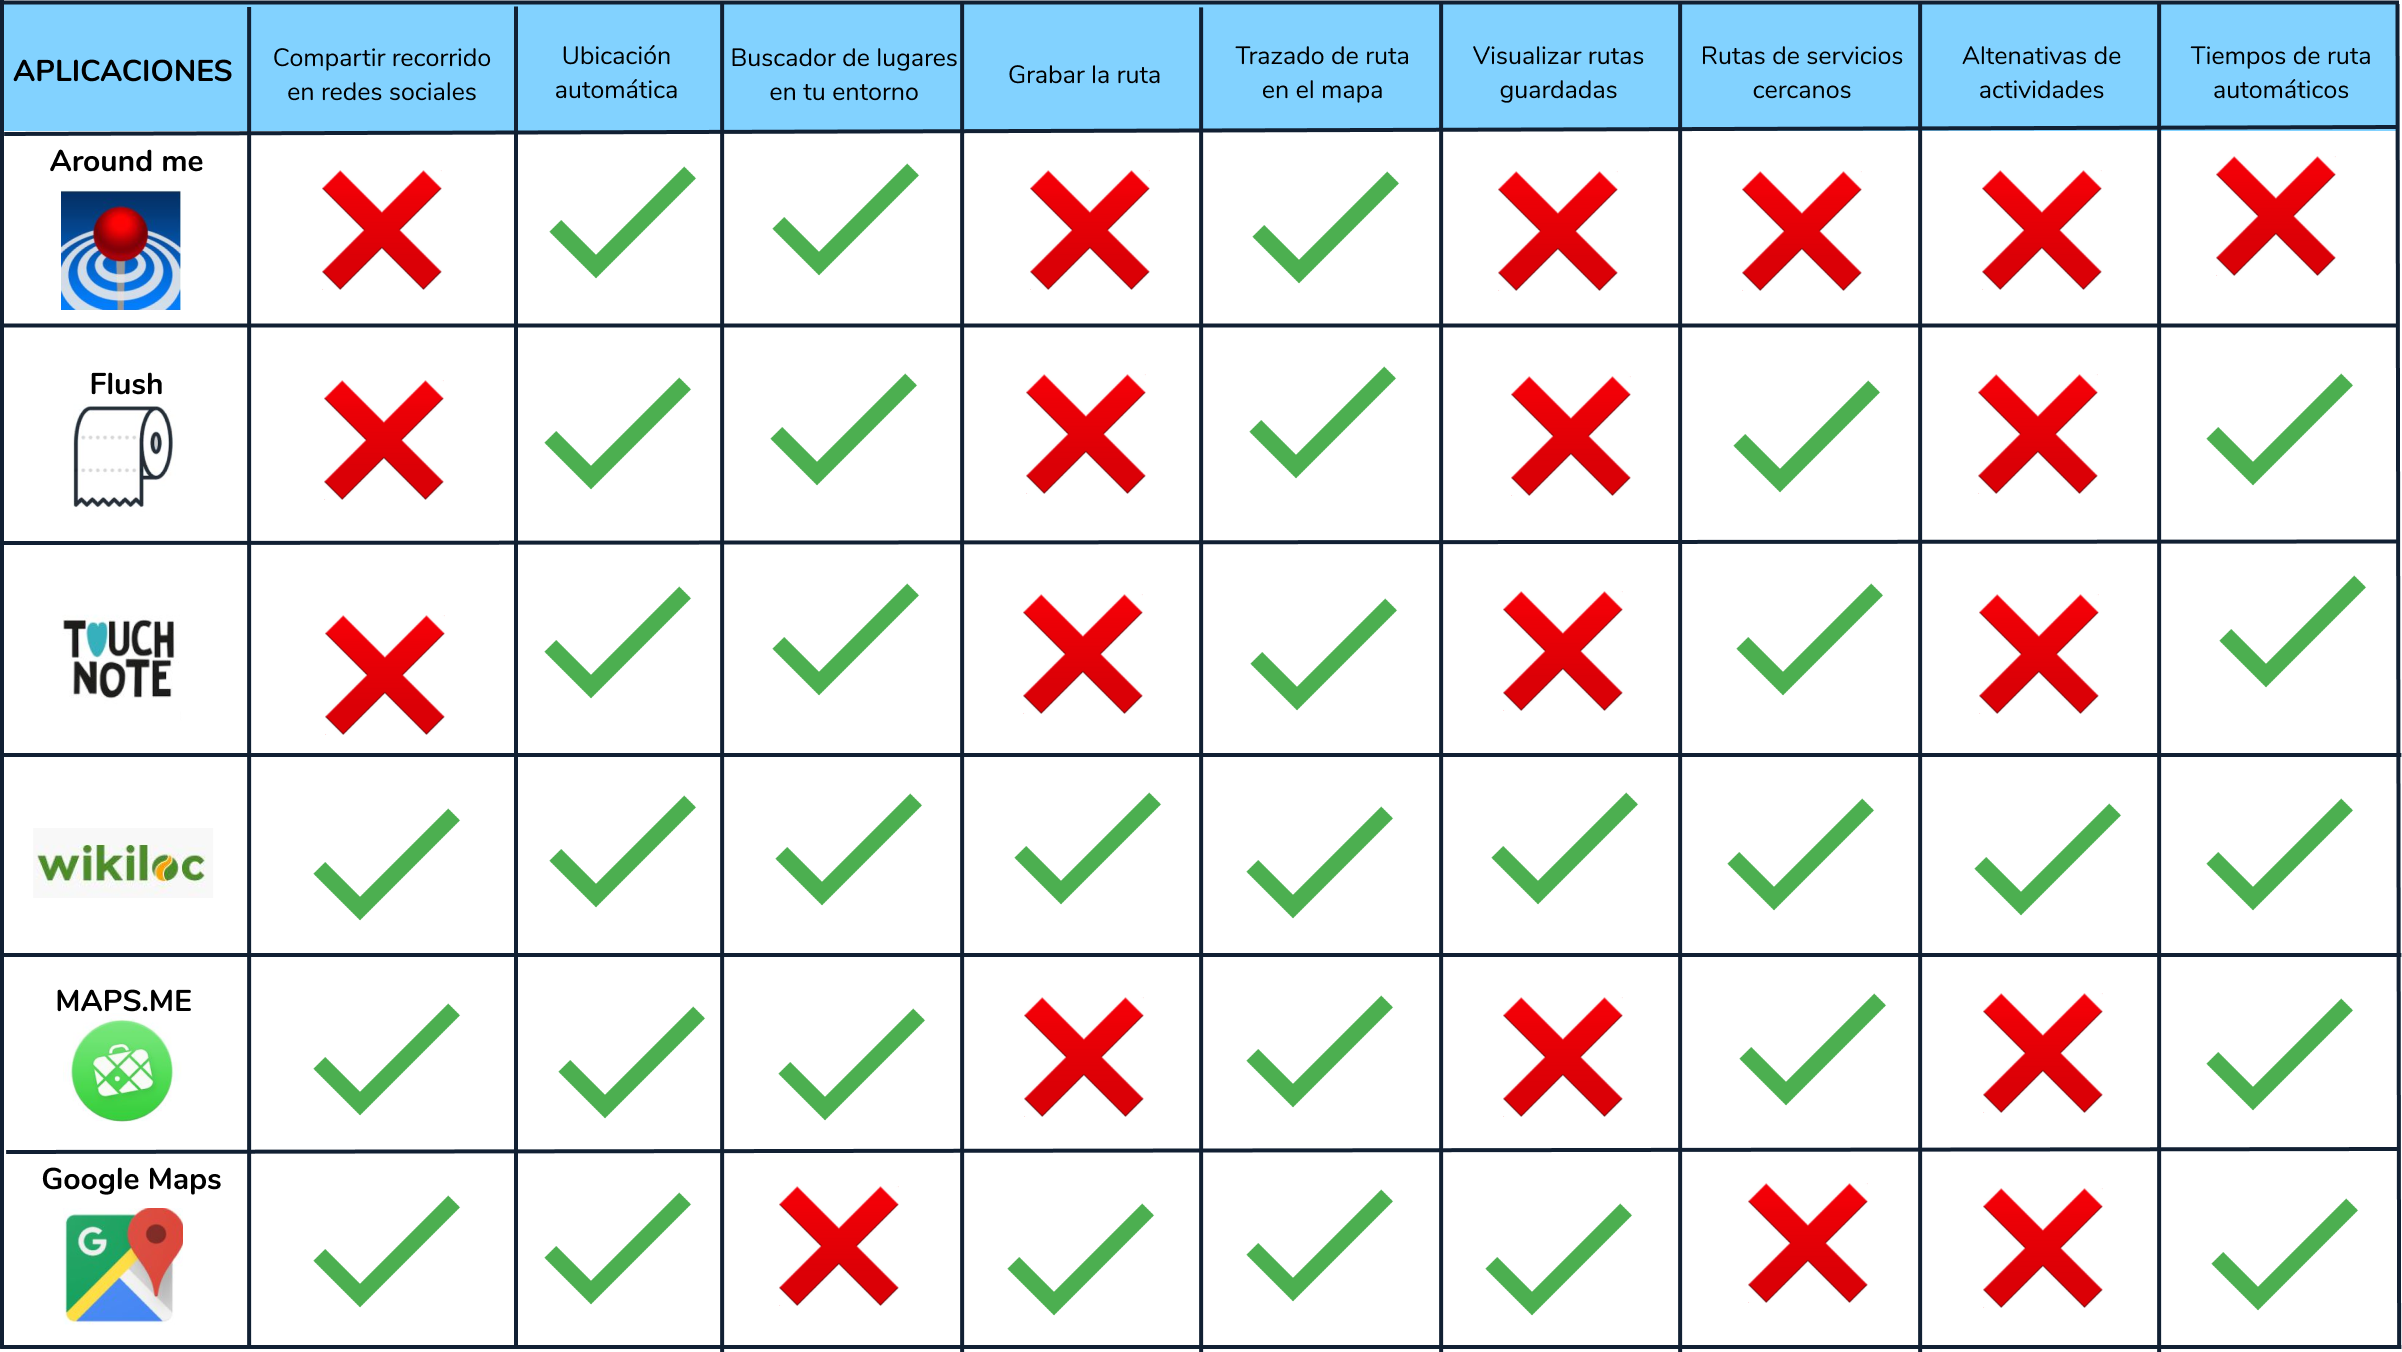 APLICACIONES
Compartir recorrido
en redes sociales
Ubicación
automática
Buscador de lugares
en tu entorno
Grabar la ruta
Trazado de ruta
en el mapa
Visualizar rutas
guardadas
Rutas de servicios
cercanos
Altenativas de
actividades
Tiempos de ruta
automáticos
Around me
Flush
TOUCH
NOTE
wikiloc
MAPS.ME
Google Maps
G